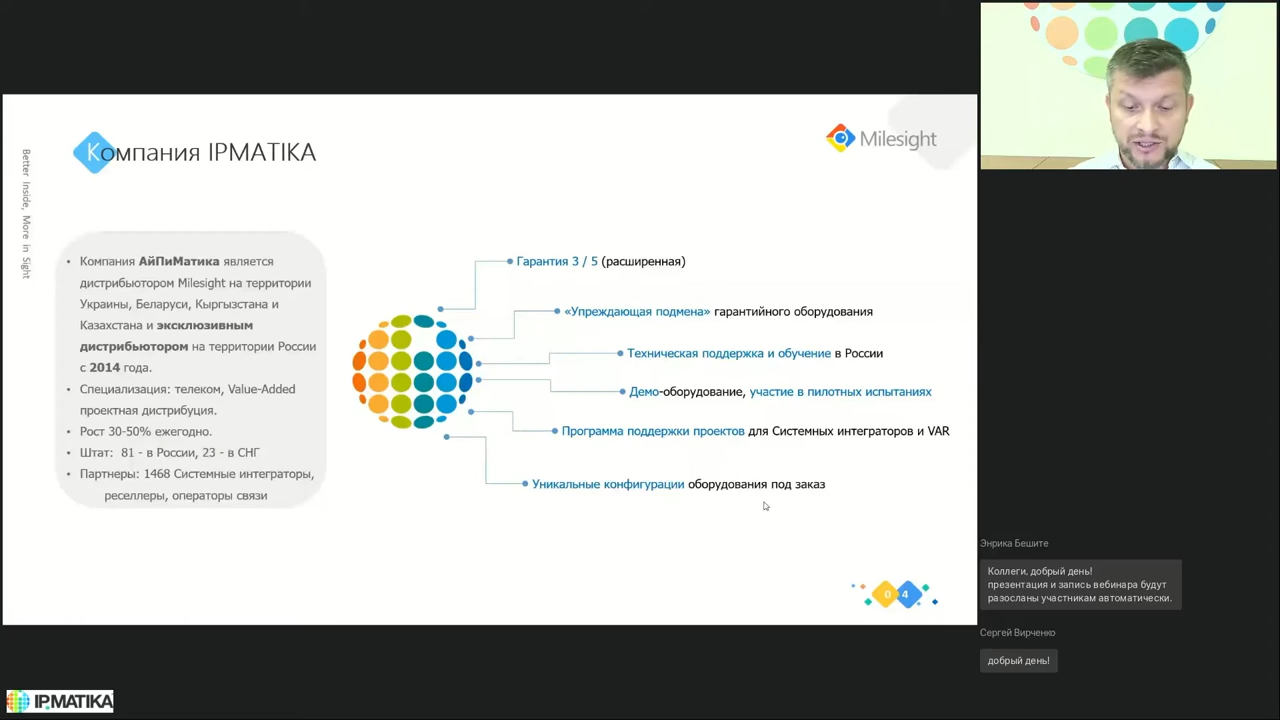 Better Inside, More in Sight
Компания IPMATIKA
Milesight
• Компания АйПиМатика является
дистрибьютором Milesight на территории
Украины, Беларуси, Кыргызстана и
Казахстана и эксклюзивным
дистрибьютором на территории России
с 2014 года.
• Специализация: телеком, Value-Added
проектная дистрибуция.
• Рост 30-50% ежегодно.
• Штат: 81 - в России, 23 - в СНГ
• Партнеры: 1468 Системные интеграторы,
реселлеры, операторы связи
Гарантия 3 / 5 (расширенная)
«Упреждающая подмена» гарантийного оборудования
Техническая поддержка и обучение в России
Демо-оборудование, участие в пилотных испытаниях
Программа поддержки проектов для Системных интеграторов и VAR
Уникальные конфигурации оборудования под заказ
0 4
Энрика Бешите
Коллеги, добрый день!
презентация и запись вебинара будут
разосланы участникам автоматически.
Сергей Вирченко
добрый день!
IP.MATIKA